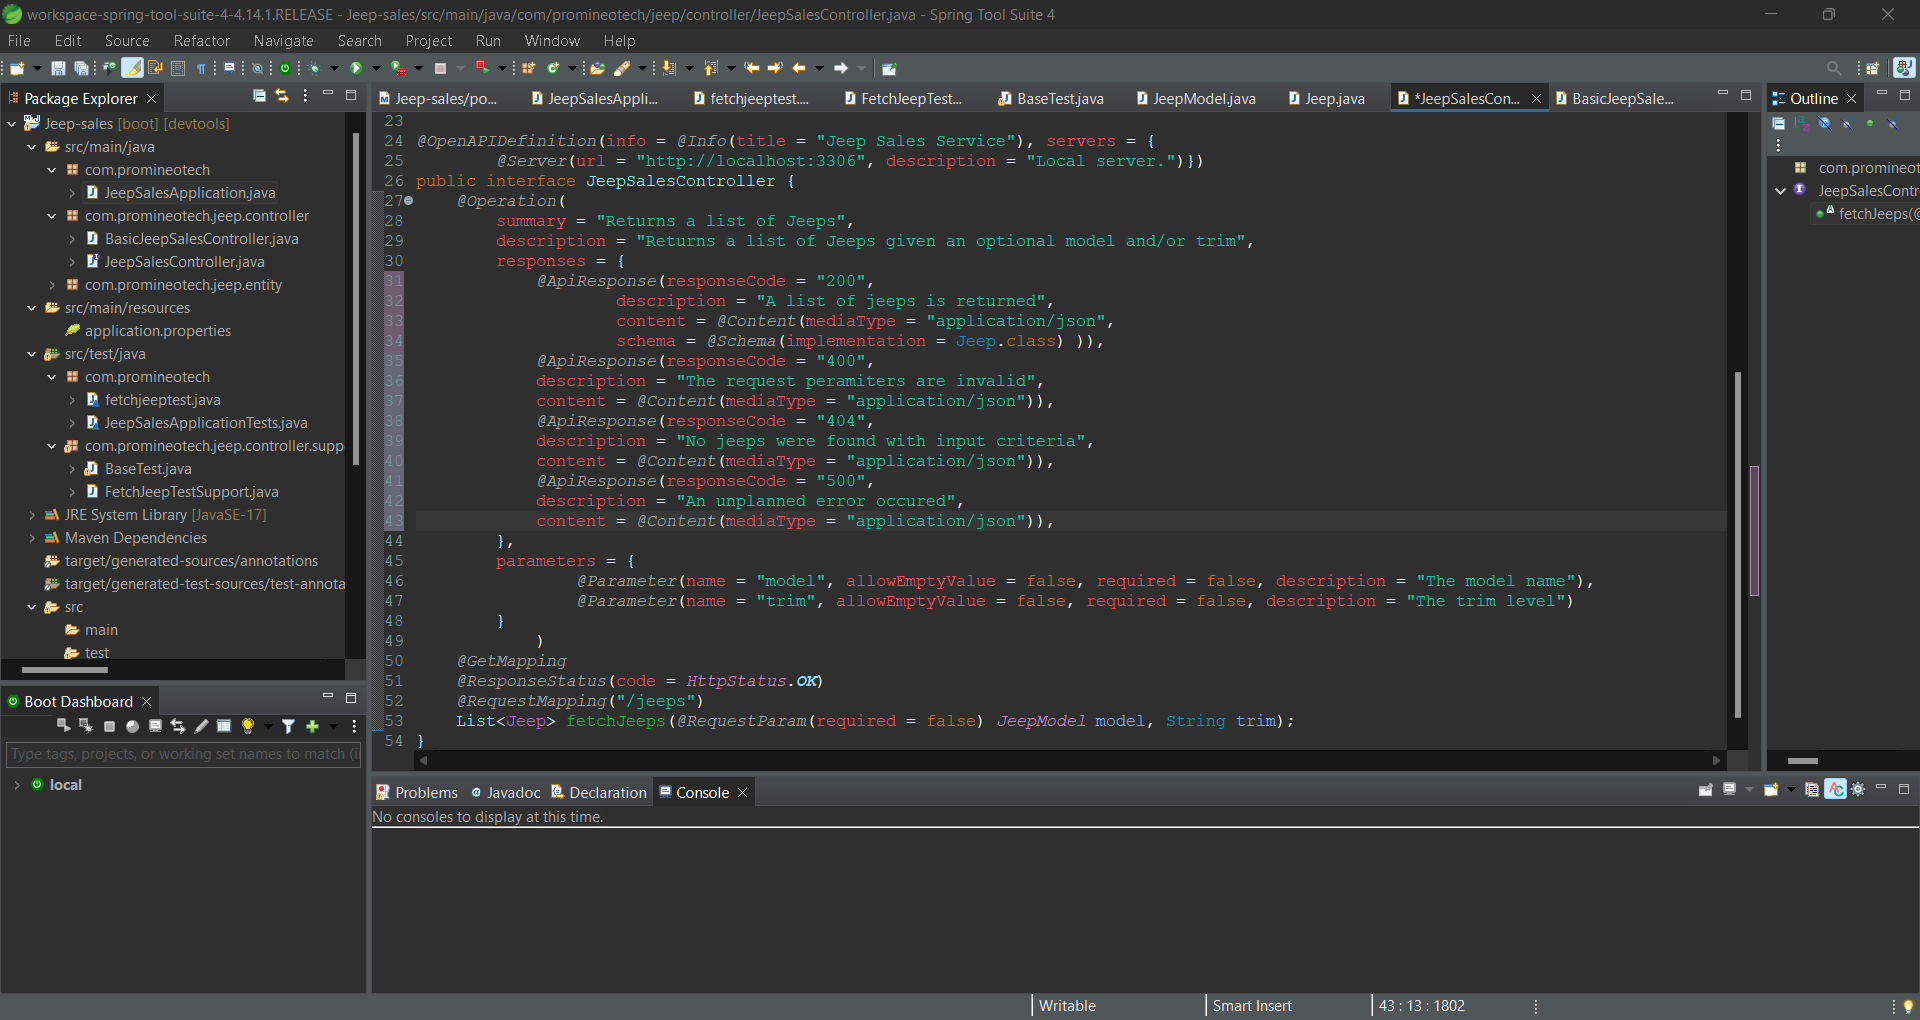 workspace-spring-tool-suite-4-4.14.1.RELEASE - Jeep-sales/src/main/java/com/promineotech/jeep/controller/JeepSalesController.java - Spring Tool Suite 4
File Edit Source Refactor Navigate Search Project Run Window Help
Package Explorer
Jeep-sales [boot] [devtools]
src/main/java
com.promineotech
JeepSalesApplication.java
com.promineotech.jeep.controller
BasicJeepSalesController.java
JeepSalesController.java
com.promineotech.jeep.entity
src/main/resources
application.properties
src/test/java
com.promineotech
fetchjeeptest.java
JeepSalesApplicationTests.java
com.promineotech.jeep.controller.supp
BaseTest.java
FetchJeepTestSupport.java
JRE System Library [JavaSE-17]
Maven Dependencies
target/generated-sources/annotations
target/generated-test-sources/test-annota
src
main
test
Boot Dashboard
Type tags, projects, or working set names to match (i
local
Jeep-sales/po... JeepSalesAppli... fetchjeeptest.... FetchJeepTest... BaseTest.java JeepModel.java Jeep.java *JeepSalesCon... BasicJeepSale...
23
24 @OpenAPIDefinition(info = @Info(title = "Jeep Sales Service"), servers = {
25 @Server(url = "http://localhost:3306", description = "Local server.")})
26 public interface JeepSalesController {
27 @Operation(
28 summary = "Returns a list of Jeeps",
29 description = "Returns a list of Jeeps given an optional model and/or trim",
30 responses = {
31 @ApiResponse(responseCode = "200",
32 description = "A list of jeeps is returned",
33 content = @Content(mediaType = "application/json",
34 schema = @Schema(implementation = Jeep.class) )),
35 @ApiResponse(responseCode = "400",
36 description = "The request peramiters are invalid",
37 content = @Content(mediaType = "application/json")),
38 @ApiResponse(responseCode = "404",
39 description = "No jeeps were found with input criteria",
40 content = @Content(mediaType = "application/json")),
41 @ApiResponse(responseCode = "500",
42 description = "An unplanned error occured",
43 content = @Content(mediaType = "application/json")),
44 },
45 parameters = {
46 @Parameter(name = "model", allowEmptyValue = false, required = false, description = "The model name"),
47 @Parameter(name = "trim", allowEmptyValue = false, required = false, description = "The trim level")
48 }
49 )
50 @GetMapping
51 @ResponseStatus(code = HttpStatus.OK)
52 @RequestMapping("/jeeps")
53 List<Jeep> fetchJeeps(@RequestParam(required = false) JeepModel model, String trim);
54 }
Outline
com.promineot
JeepSalesContr
fetchJeeps(@
Problems Javadoc Declaration Console
No consoles to display at this time.
Writable Smart Insert 43 : 13 : 1802